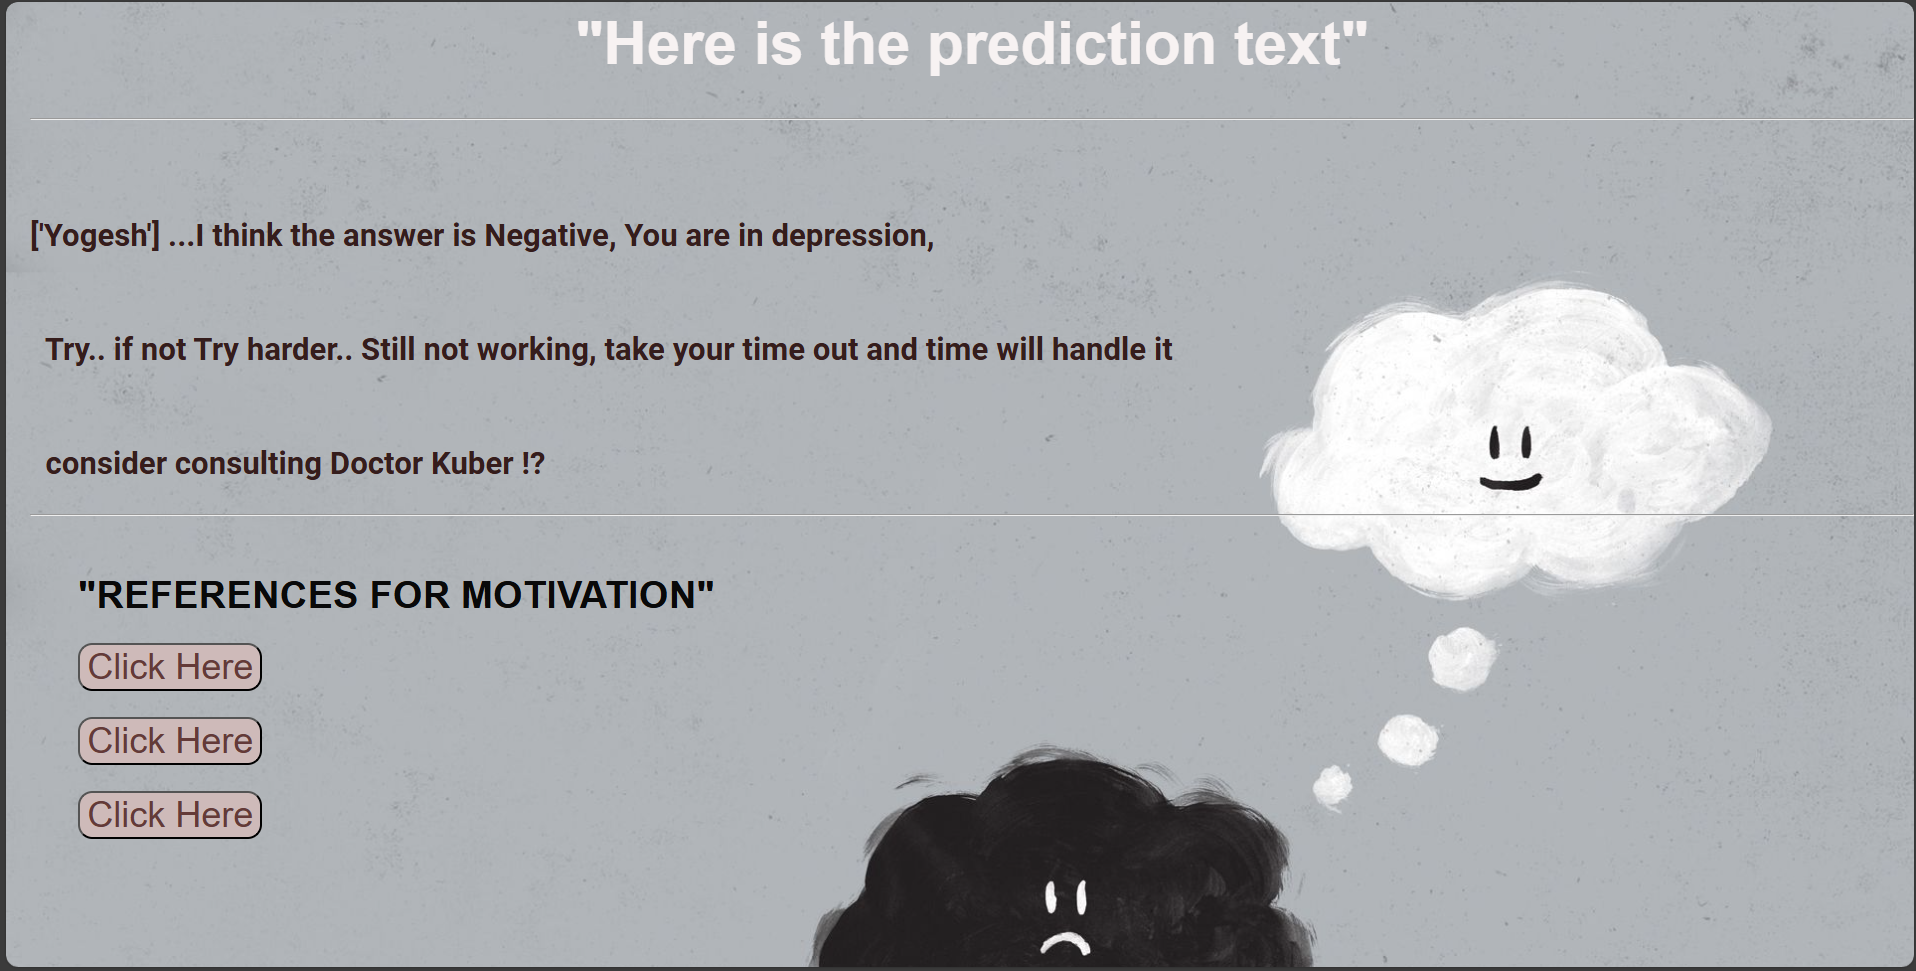 "Here is the prediction text"
['Yogesh'] ...I think the answer is Negative, You are in depression,
Try.. if not Try harder.. Still not working, take your time out and time will handle it
consider consulting Doctor Kuber !?
"REFERENCES FOR MOTIVATION"
Click Here
Click Here
Click Here